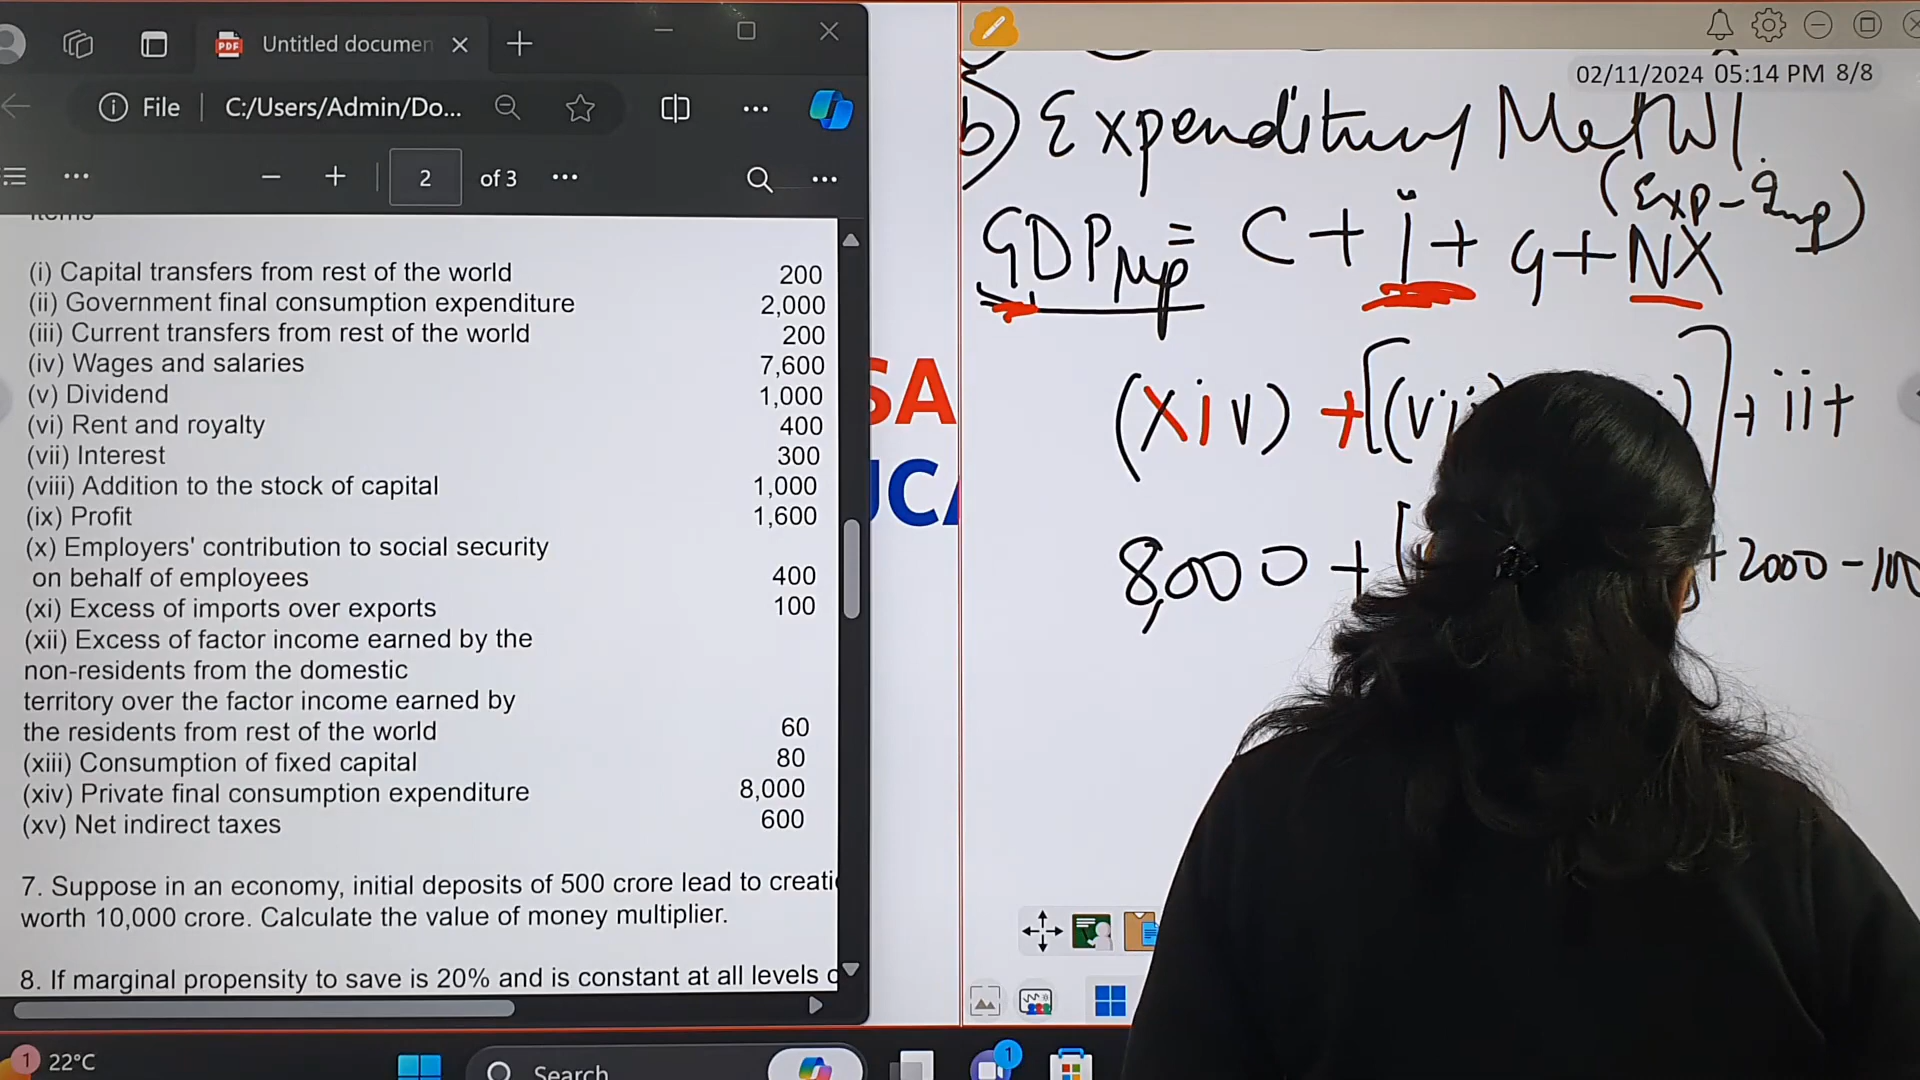 Untitled documen
File
C:/Users/Admin/Do...
2
of 3
(i) Capital transfers from rest of the world 200
(ii) Government final consumption expenditure 2,000
(iii) Current transfers from rest of the world 200
(iv) Wages and salaries 7,600
(v) Dividend 1,000
(vi) Rent and royalty 400
(vii) Interest 300
(viii) Addition to the stock of capital 1,000
(ix) Profit 1,600
(x) Employers' contribution to social security
on behalf of employees 400
(xi) Excess of imports over exports 100
(xii) Excess of factor income earned by the
non-residents from the domestic
territory over the factor income earned by
the residents from rest of the world 60
(xiii) Consumption of fixed capital 80
(xiv) Private final consumption expenditure 8,000
(xv) Net indirect taxes 600
7. Suppose in an economy, initial deposits of 500 crore lead to creati
worth 10,000 crore. Calculate the value of money multiplier.
8. If marginal propensity to save is 20% and is constant at all levels o
1 22°C
Search
1
SA
UCA
02/11/2024 05:14 PM 8/8
b) Expenditury
(Exp-Imp)
GDPMP = C + i + G + NX
(xiv) + [(vii ) ] + ii +
8,000 + [ + 2000 - 100